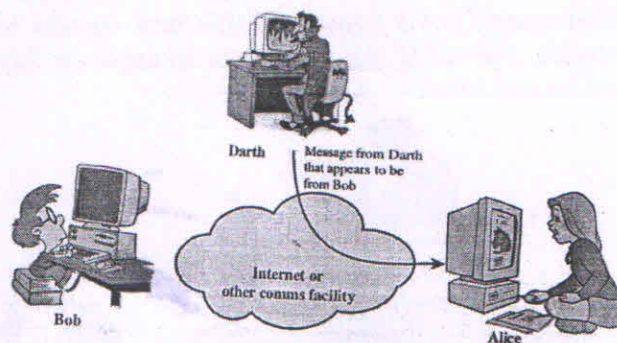 Darth
Message from Darth
that appears to be
from Bob
Internet or
other comms facility
Bob
Alice